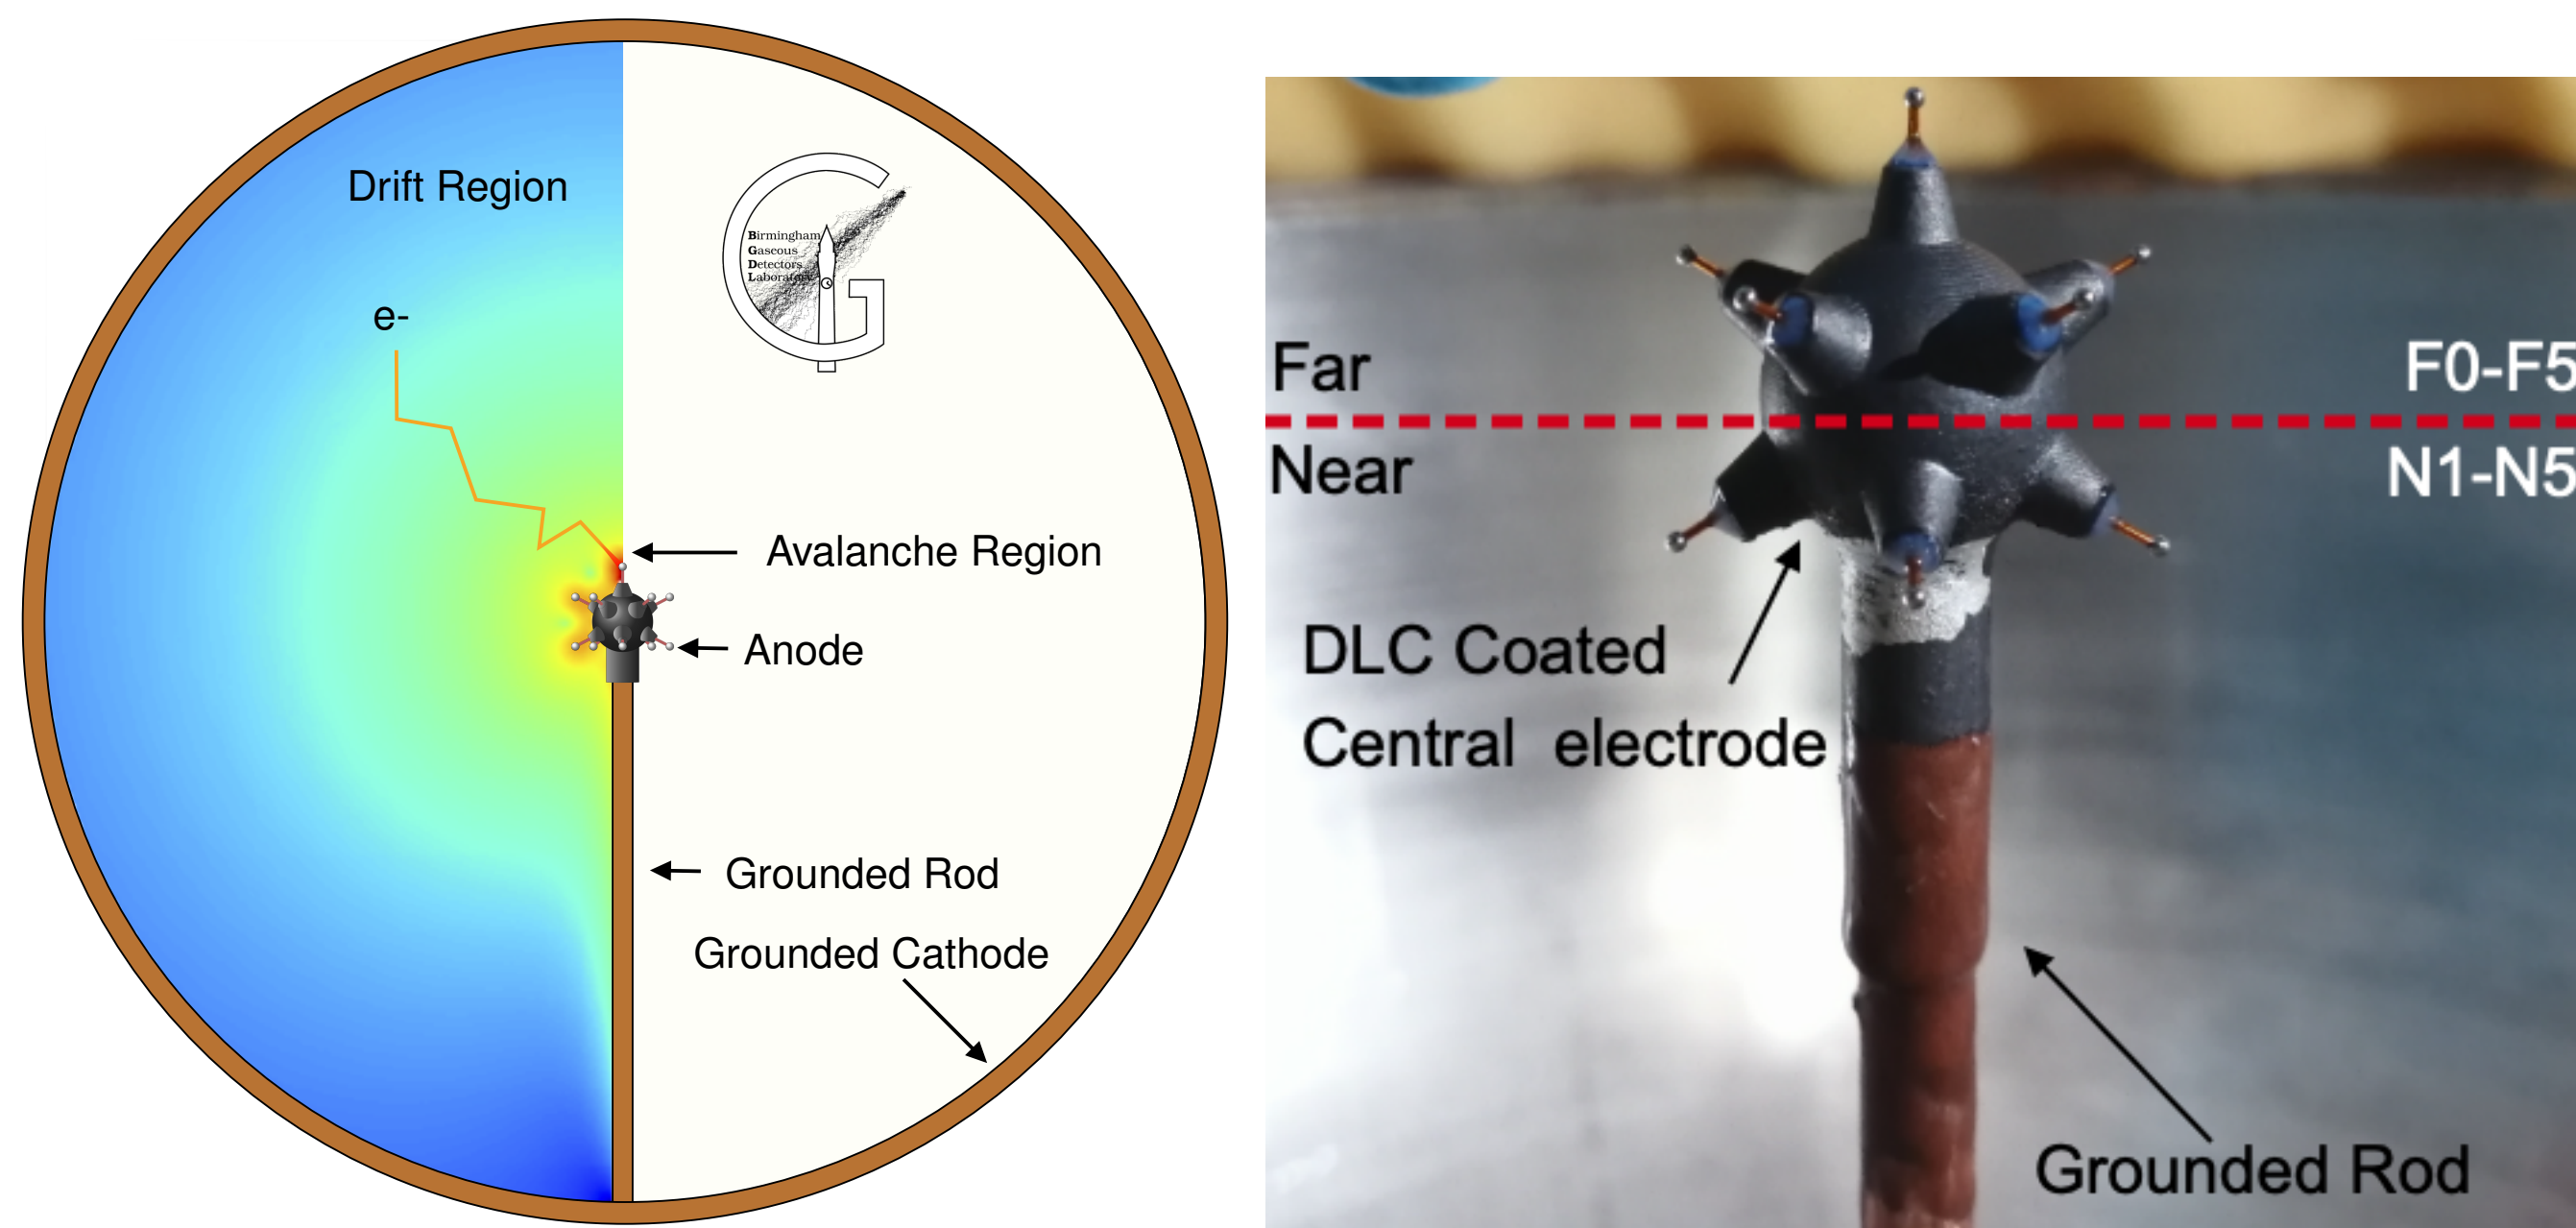 Drift Region
e-
Birmingham
Gaseous
Detectors
Laboratory
Avalanche Region
Anode
Grounded Rod
Grounded Cathode
Far
F0-F5
Near
N1-N5
DLC Coated
Central electrode
Grounded Rod